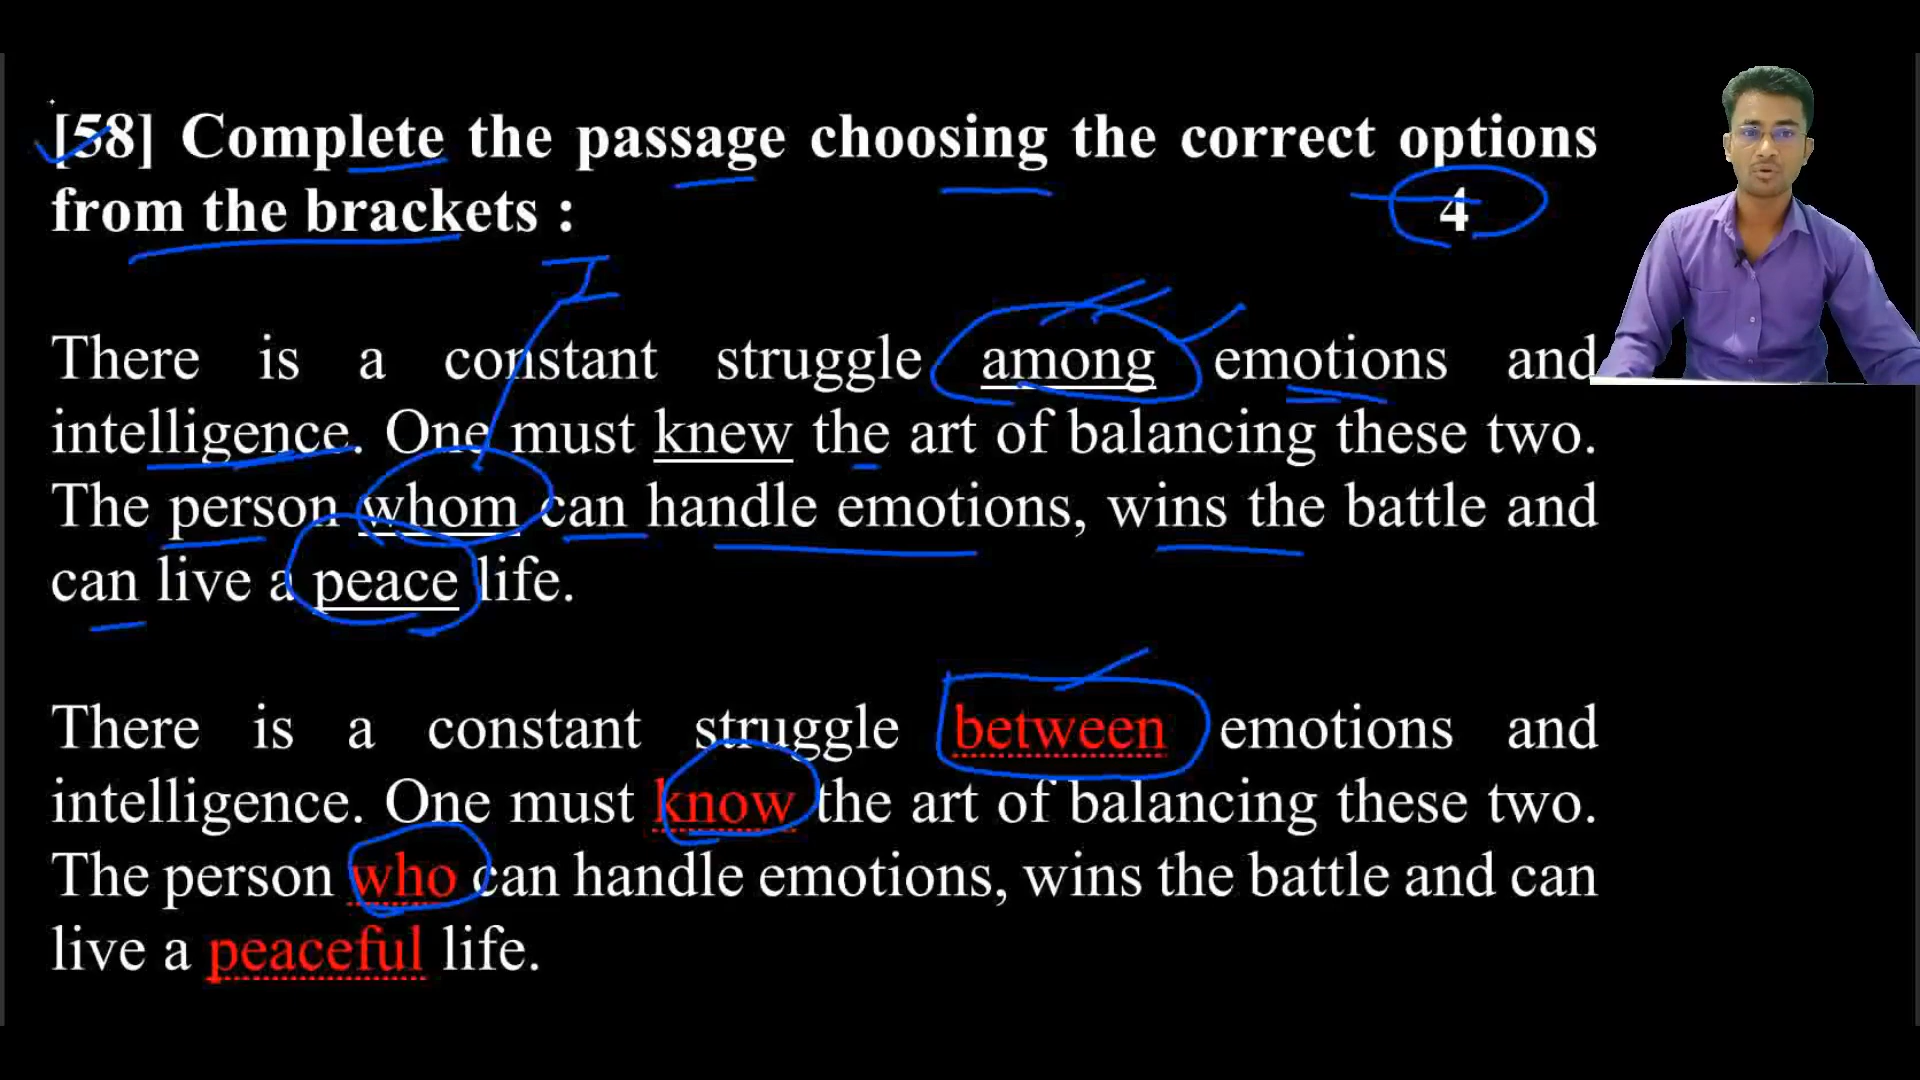 [58] Complete the passage choosing the correct options
from the brackets : 4
There is a constant struggle among emotions and
intelligence. One must knew the art of balancing these two.
The person whom can handle emotions, wins the battle and
can live a peace life.
There is a constant struggle between emotions and
intelligence. One must know the art of balancing these two.
The person who can handle emotions, wins the battle and can
live a peaceful life.